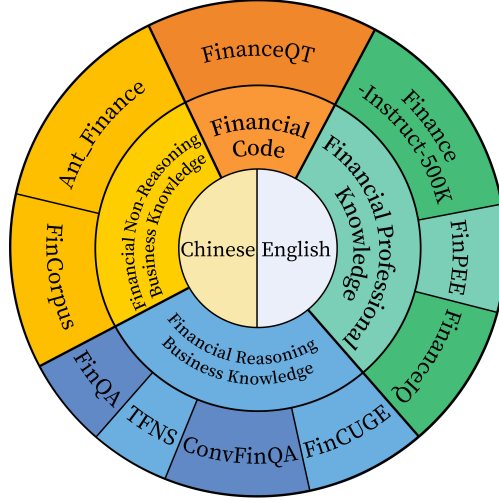 FinanceQT
Ant_Finance
Finance
-Instruct-500K
Financial
Code
Financial Non-Reasoning
Business Knowledge
Financial Professional
Knowledge
FinCorpus
Chinese
English
FinPEE
Financial Reasoning
Business Knowledge
FinanceIQ
FinQA
TFNS
ConvFinQA
FinCUGE